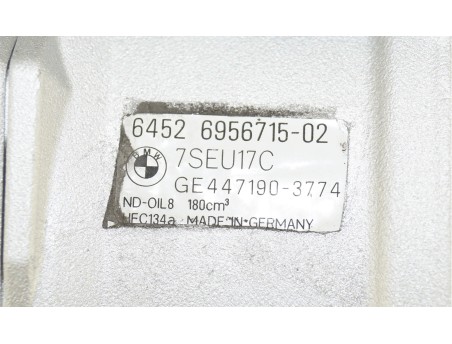 6452 6956715-02
BMW
7SEU17C
GE447190-3774
ND-OIL8 180cm³
HFC134a MADE IN GERMANY